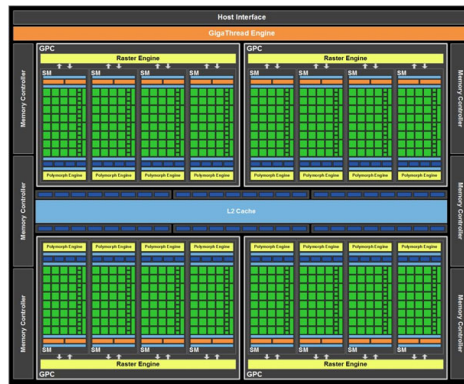 Host Interface
GigaThread Engine
Memory Controller
Memory Controller
Memory Controller
GPC
Raster Engine
SM SM SM SM
Polymorph Engine Polymorph Engine Polymorph Engine Polymorph Engine
GPC
Raster Engine
SM SM SM SM
Polymorph Engine Polymorph Engine Polymorph Engine Polymorph Engine
L2 Cache
Polymorph Engine Polymorph Engine Polymorph Engine Polymorph Engine
SM SM SM SM
Raster Engine
GPC
Polymorph Engine Polymorph Engine Polymorph Engine Polymorph Engine
SM SM SM SM
Raster Engine
GPC
Memory Controller
Memory Controller
Memory Controller